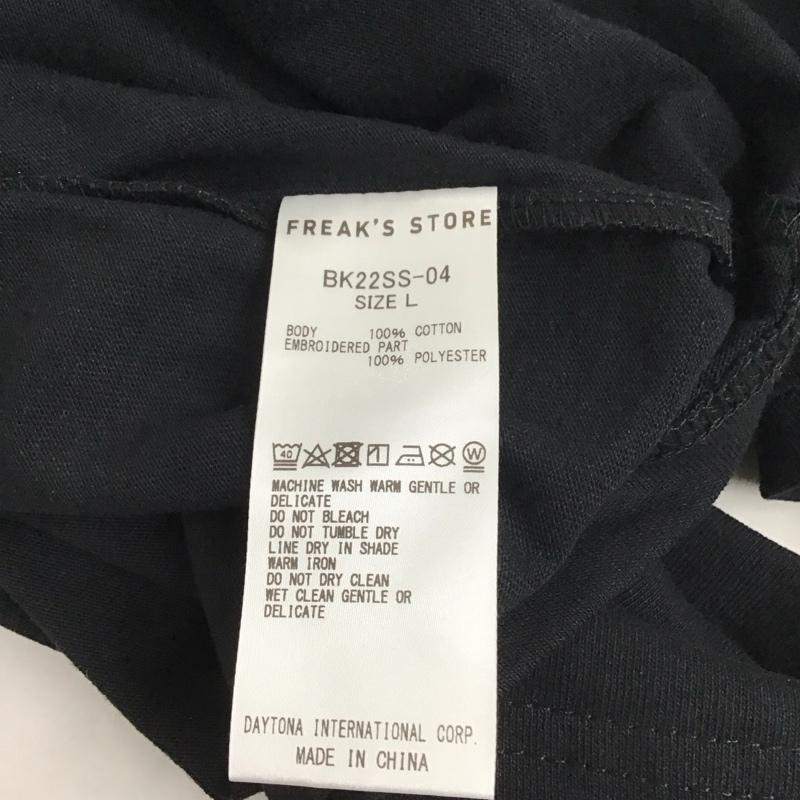 FREAK'S STORE
BK22SS-04
SIZE L
BODY 100% COTTON
EMBROIDERED PART
100% POLYESTER
40 W
MACHINE WASH WARM GENTLE OR
DELICATE
DO NOT BLEACH
DO NOT TUMBLE DRY
LINE DRY IN SHADE
WARM IRON
DO NOT DRY CLEAN
WET CLEAN GENTLE OR
DELICATE
DAYTONA INTERNATIONAL CORP.
MADE IN CHINA